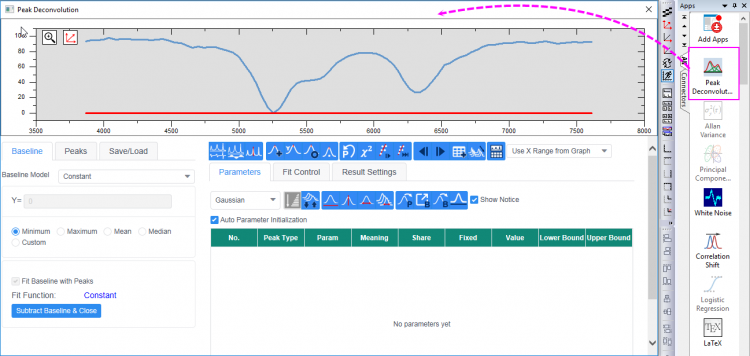 Peak Deconvolution
100
80
60
40
20
0
3500 4000 4500 5000 5500 6000 6500 7000 7500 8000
Baseline Peaks Save/Load
Baseline Model Constant
Y= 0
Minimum Maximum Mean Median
Custom
Fit Baseline with Peaks
Fit Function: Constant
Subtract Baseline & Close
Use X Range from Graph
Parameters Fit Control Result Settings
Gaussian Show Notice
Auto Parameter Initialization
No. Peak Type Param Meaning Share Fixed Value Lower Bound Upper Bound
No parameters yet
Apps
Add Apps
Connectors
Peak
Deconvolut...
Allan
Variance
Principal
Compone...
White Noise
Correlation
Shift
Logistic
Regression
LaTeX